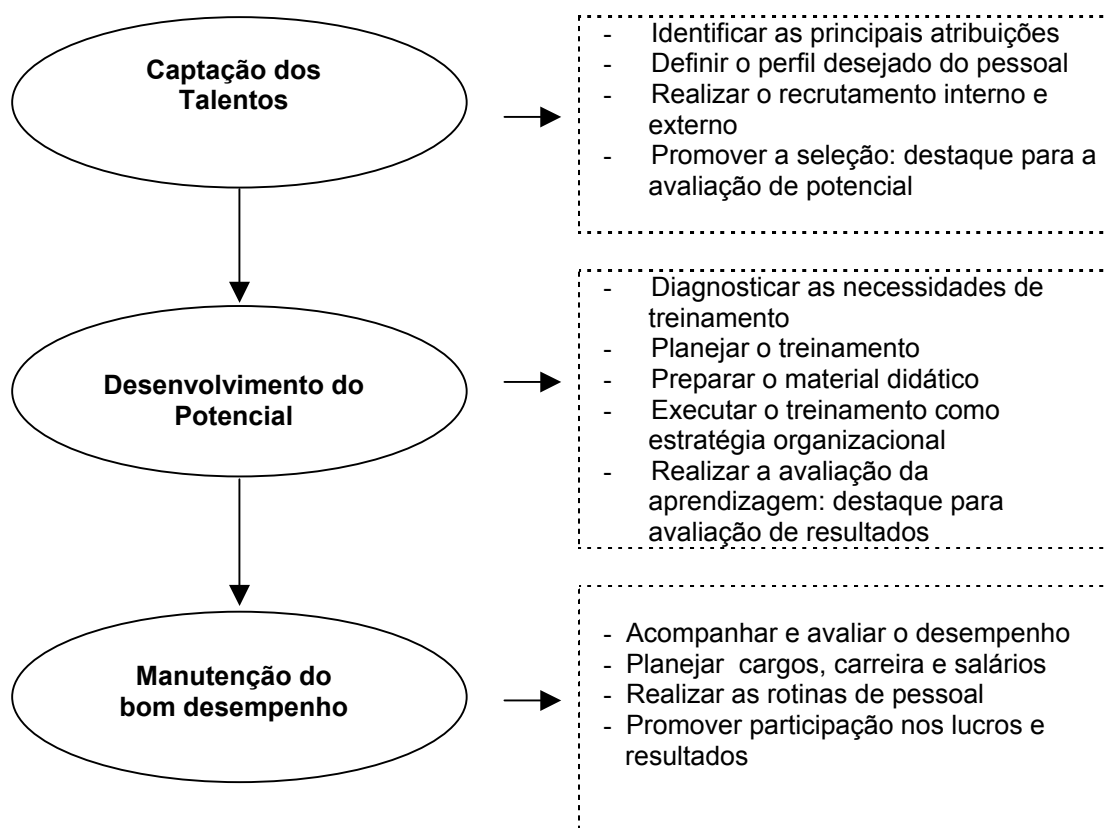 Captação dos
Talentos
- Identificar as principais atribuições
- Definir o perfil desejado do pessoal
- Realizar o recrutamento interno e
externo
- Promover a seleção: destaque para a
avaliação de potencial
Desenvolvimento do
Potencial
- Diagnosticar as necessidades de
treinamento
- Planejar o treinamento
- Preparar o material didático
- Executar o treinamento como
estratégia organizacional
- Realizar a avaliação da
aprendizagem: destaque para
avaliação de resultados
Manutenção do
bom desempenho
- Acompanhar e avaliar o desempenho
- Planejar cargos, carreira e salários
- Realizar as rotinas de pessoal
- Promover participação nos lucros e
resultados